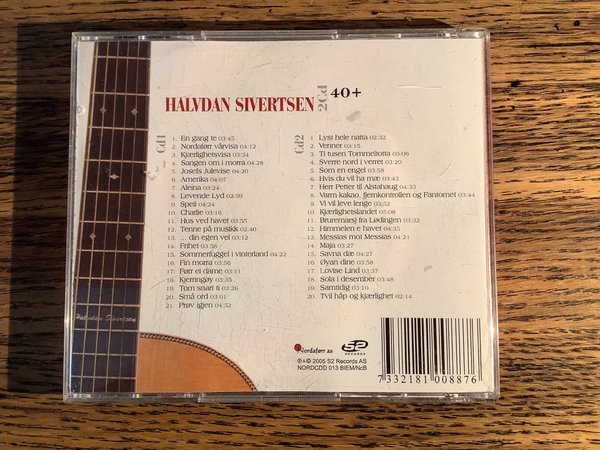 HALVDAN SIVERTSEN
2Cd
40+
Cd1
1. En gang te 03:45
2. Nordaførr vårvisa 04:12
3. Kjærlighetsvisa 03:34
4. Sangen om i morra 04:28
5. Josefs Julevise 04:20
6. Amerika 04:07
7. Aleina 03:24
8. Levende Lyd 02:59
9. Speil 04:24
10. Charlie 03:16
11. Hus ved havet 03:55
12. Tenne på musikk 02:40
13. ... din egen vei 03:12
14. Frihet 03:58
15. Sommerfuggel i vinterland 04:22
16. Fin morra 03:56
17. Førr ei dame 03:11
18. Kjerringøy 03:35
19. Torn snart ti 03:26
20. Små ord 03:01
21. Prøv igjen 04:52
Cd2
1. Lyst hele natta 02:32
2. Venner 03:15
3. Ti tusen Tommeltotta 03:06
4. Sverre nord i verret 03:20
5. Som en engel 03:58
6. Hvis du vil ha mæ 02:43
7. Herr Petter til Alstahaug 04:33
8. Varm kakao, fjernkontrollen og Fantomet 03:44
9. Vi vil leve lenge 03:52
10. Kjærlighetslandet 05:08
11. Bruremarsj fra Lødingen 03:32
12. Himmelen e havet 04:35
13. Messias mot Messias 04:21
14. Maja 03:27
15. Savna dæ 04:27
16. Øyan dine 03:58
17. Lovise Lind 03:37
18. Sola i desember 03:48
19. Samtidig 03:10
20. Tvil håp og Kjærlighet 02:14
Halvdan Sivertsen
Nordaførr as
S2
RECORDS
℗ & © 2005 S2 Records AS
NORDCDD 013 BIEM/NcB
7 332181 008876